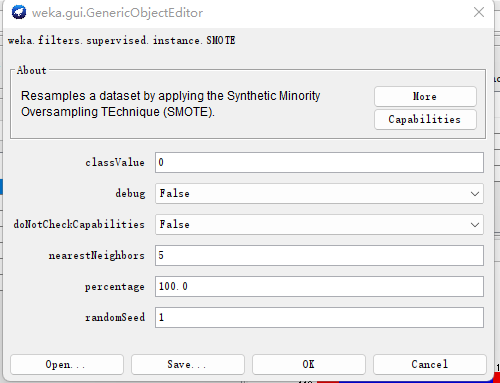 weka.gui.GenericObjectEditor
weka.filters.supervised.instance.SMOTE
About
Resamples a dataset by applying the Synthetic Minority
Oversampling TEchnique (SMOTE).
More
Capabilities
classValue 0
debug False
doNotCheckCapabilities False
nearestNeighbors 5
percentage 100.0
randomSeed 1
Open... Save... OK Cancel